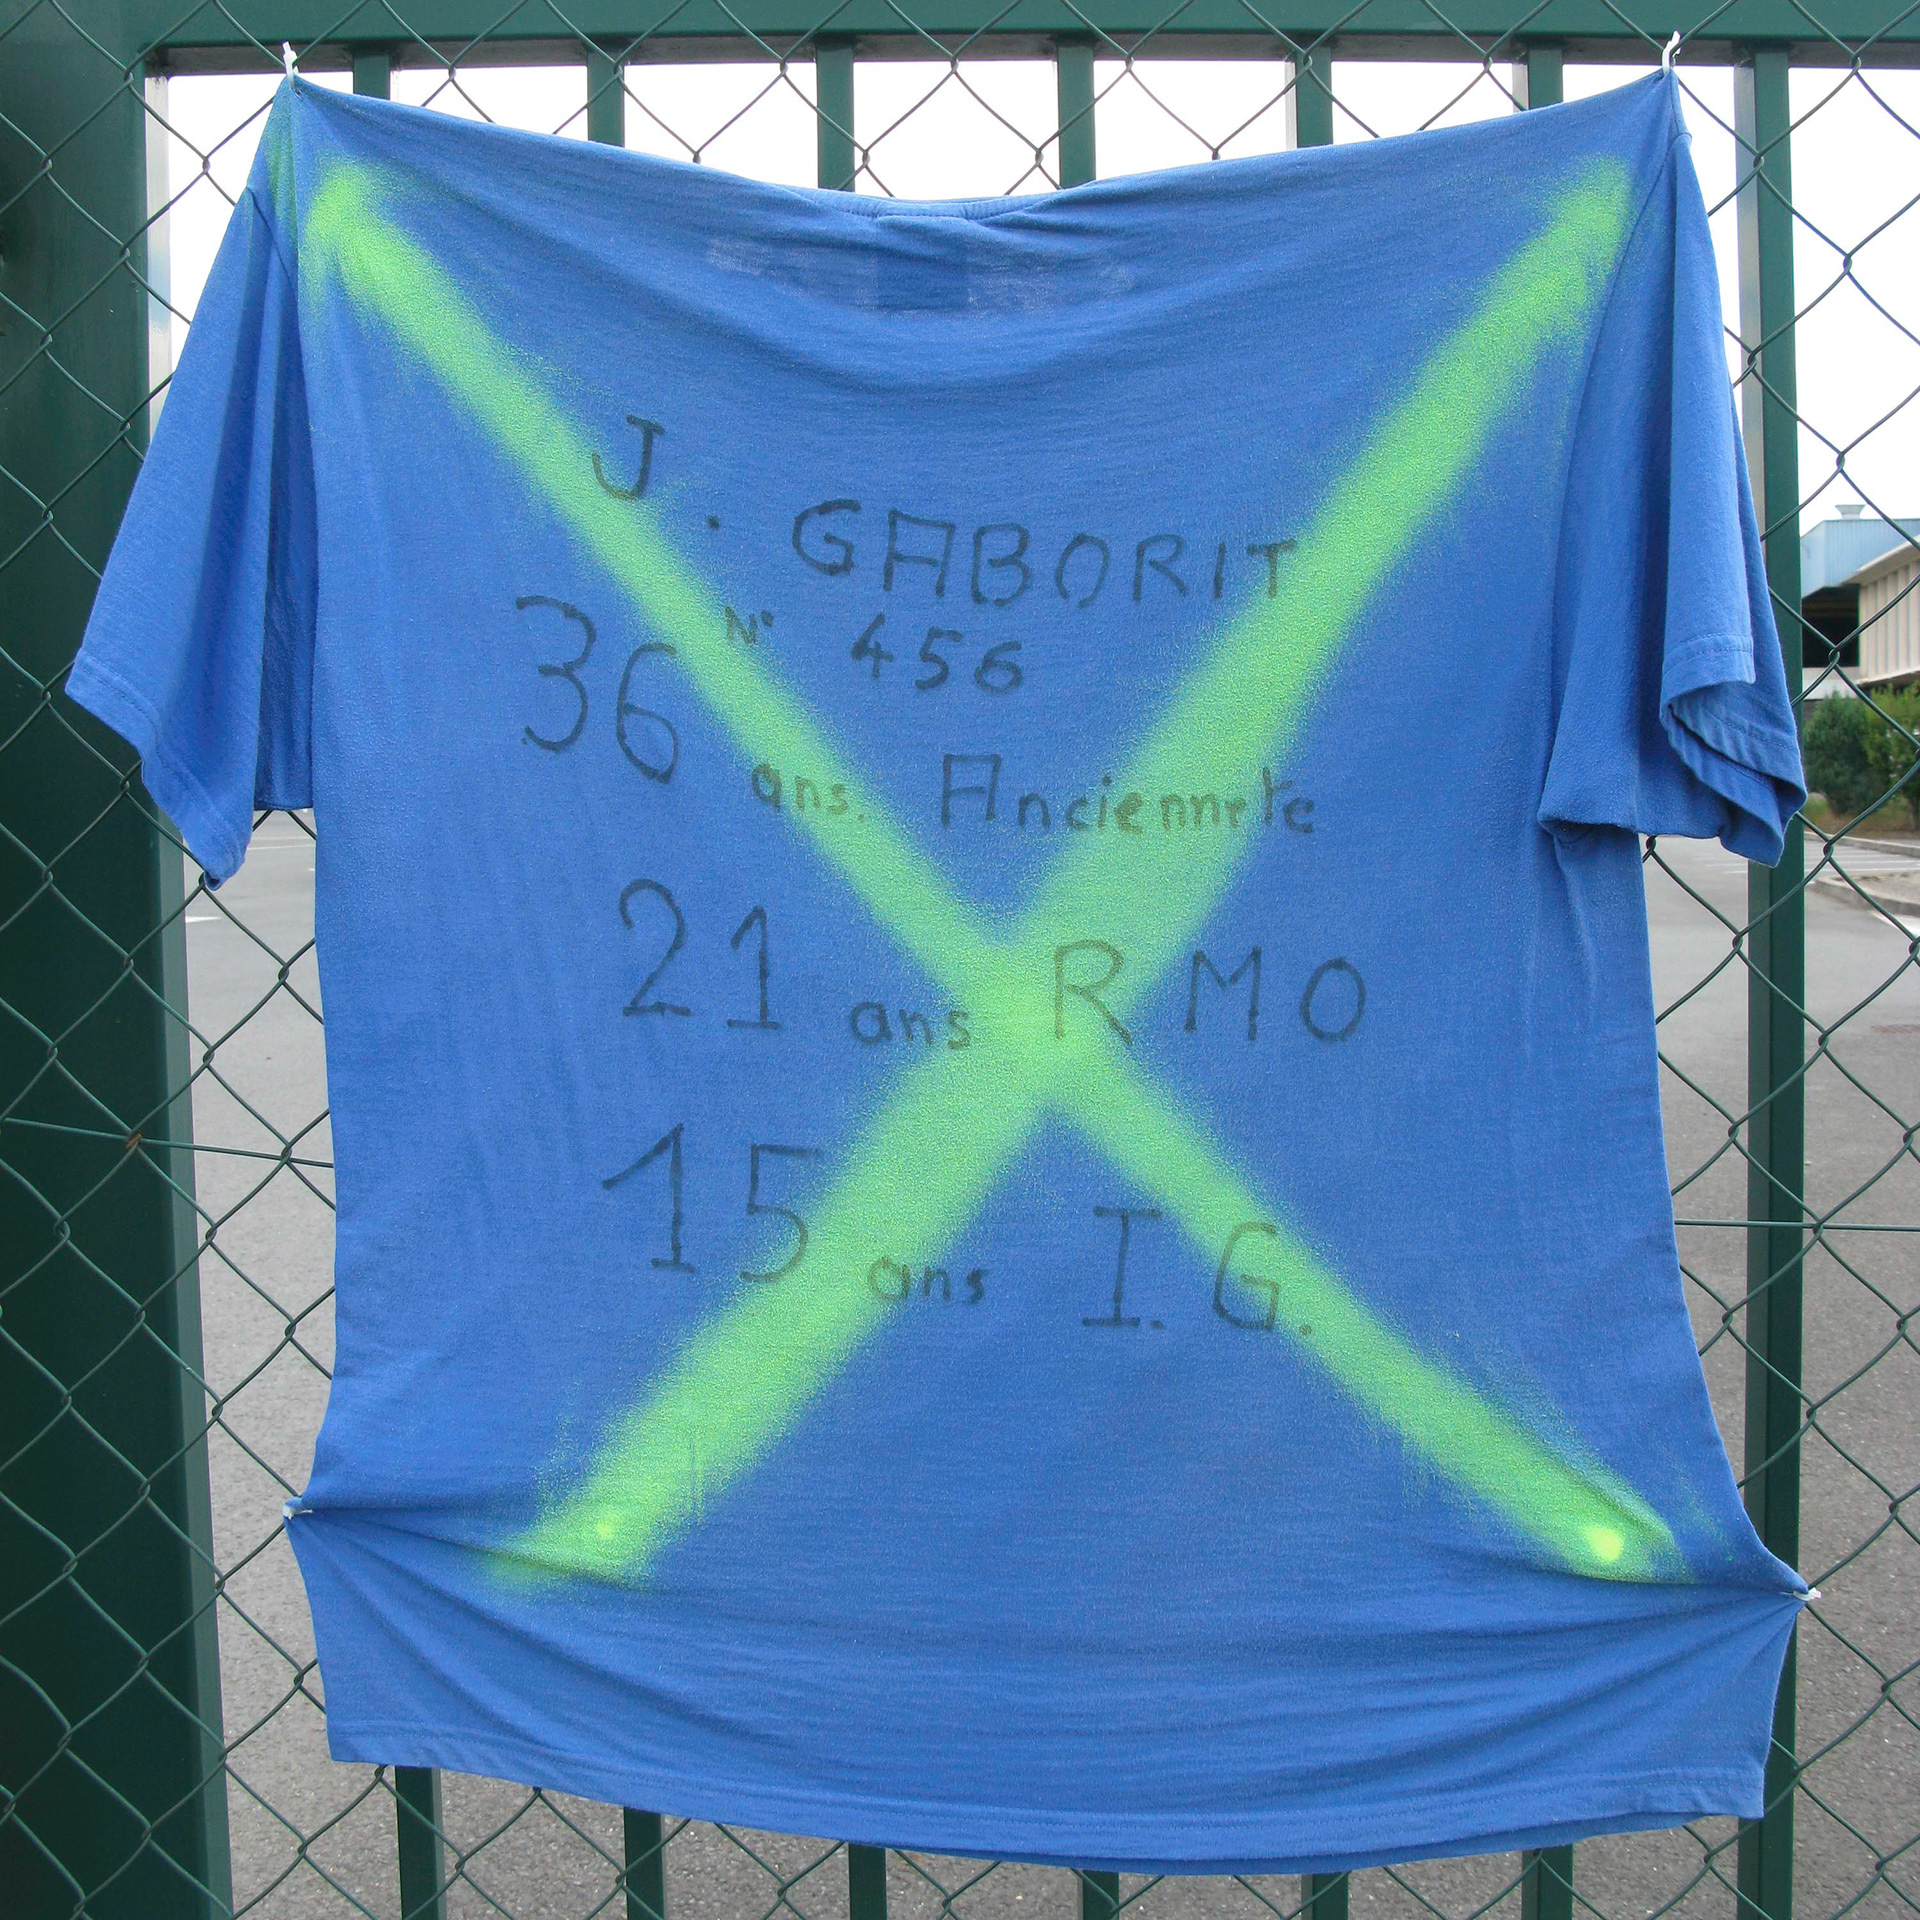 J. GABORIT
N° 456
36 ans. Anciennete
21 ans RMO
15 ans I.G.